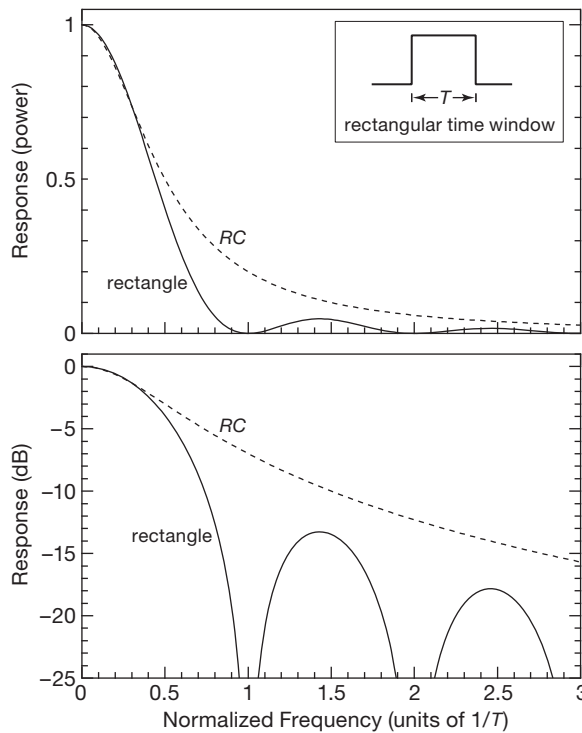 1
0.5
0
Response (power)
T
rectangular time window
RC
rectangle
0
−5
−10
−15
−20
−25
Response (dB)
RC
rectangle
0 0.5 1 1.5 2 2.5 3
Normalized Frequency (units of 1/T)